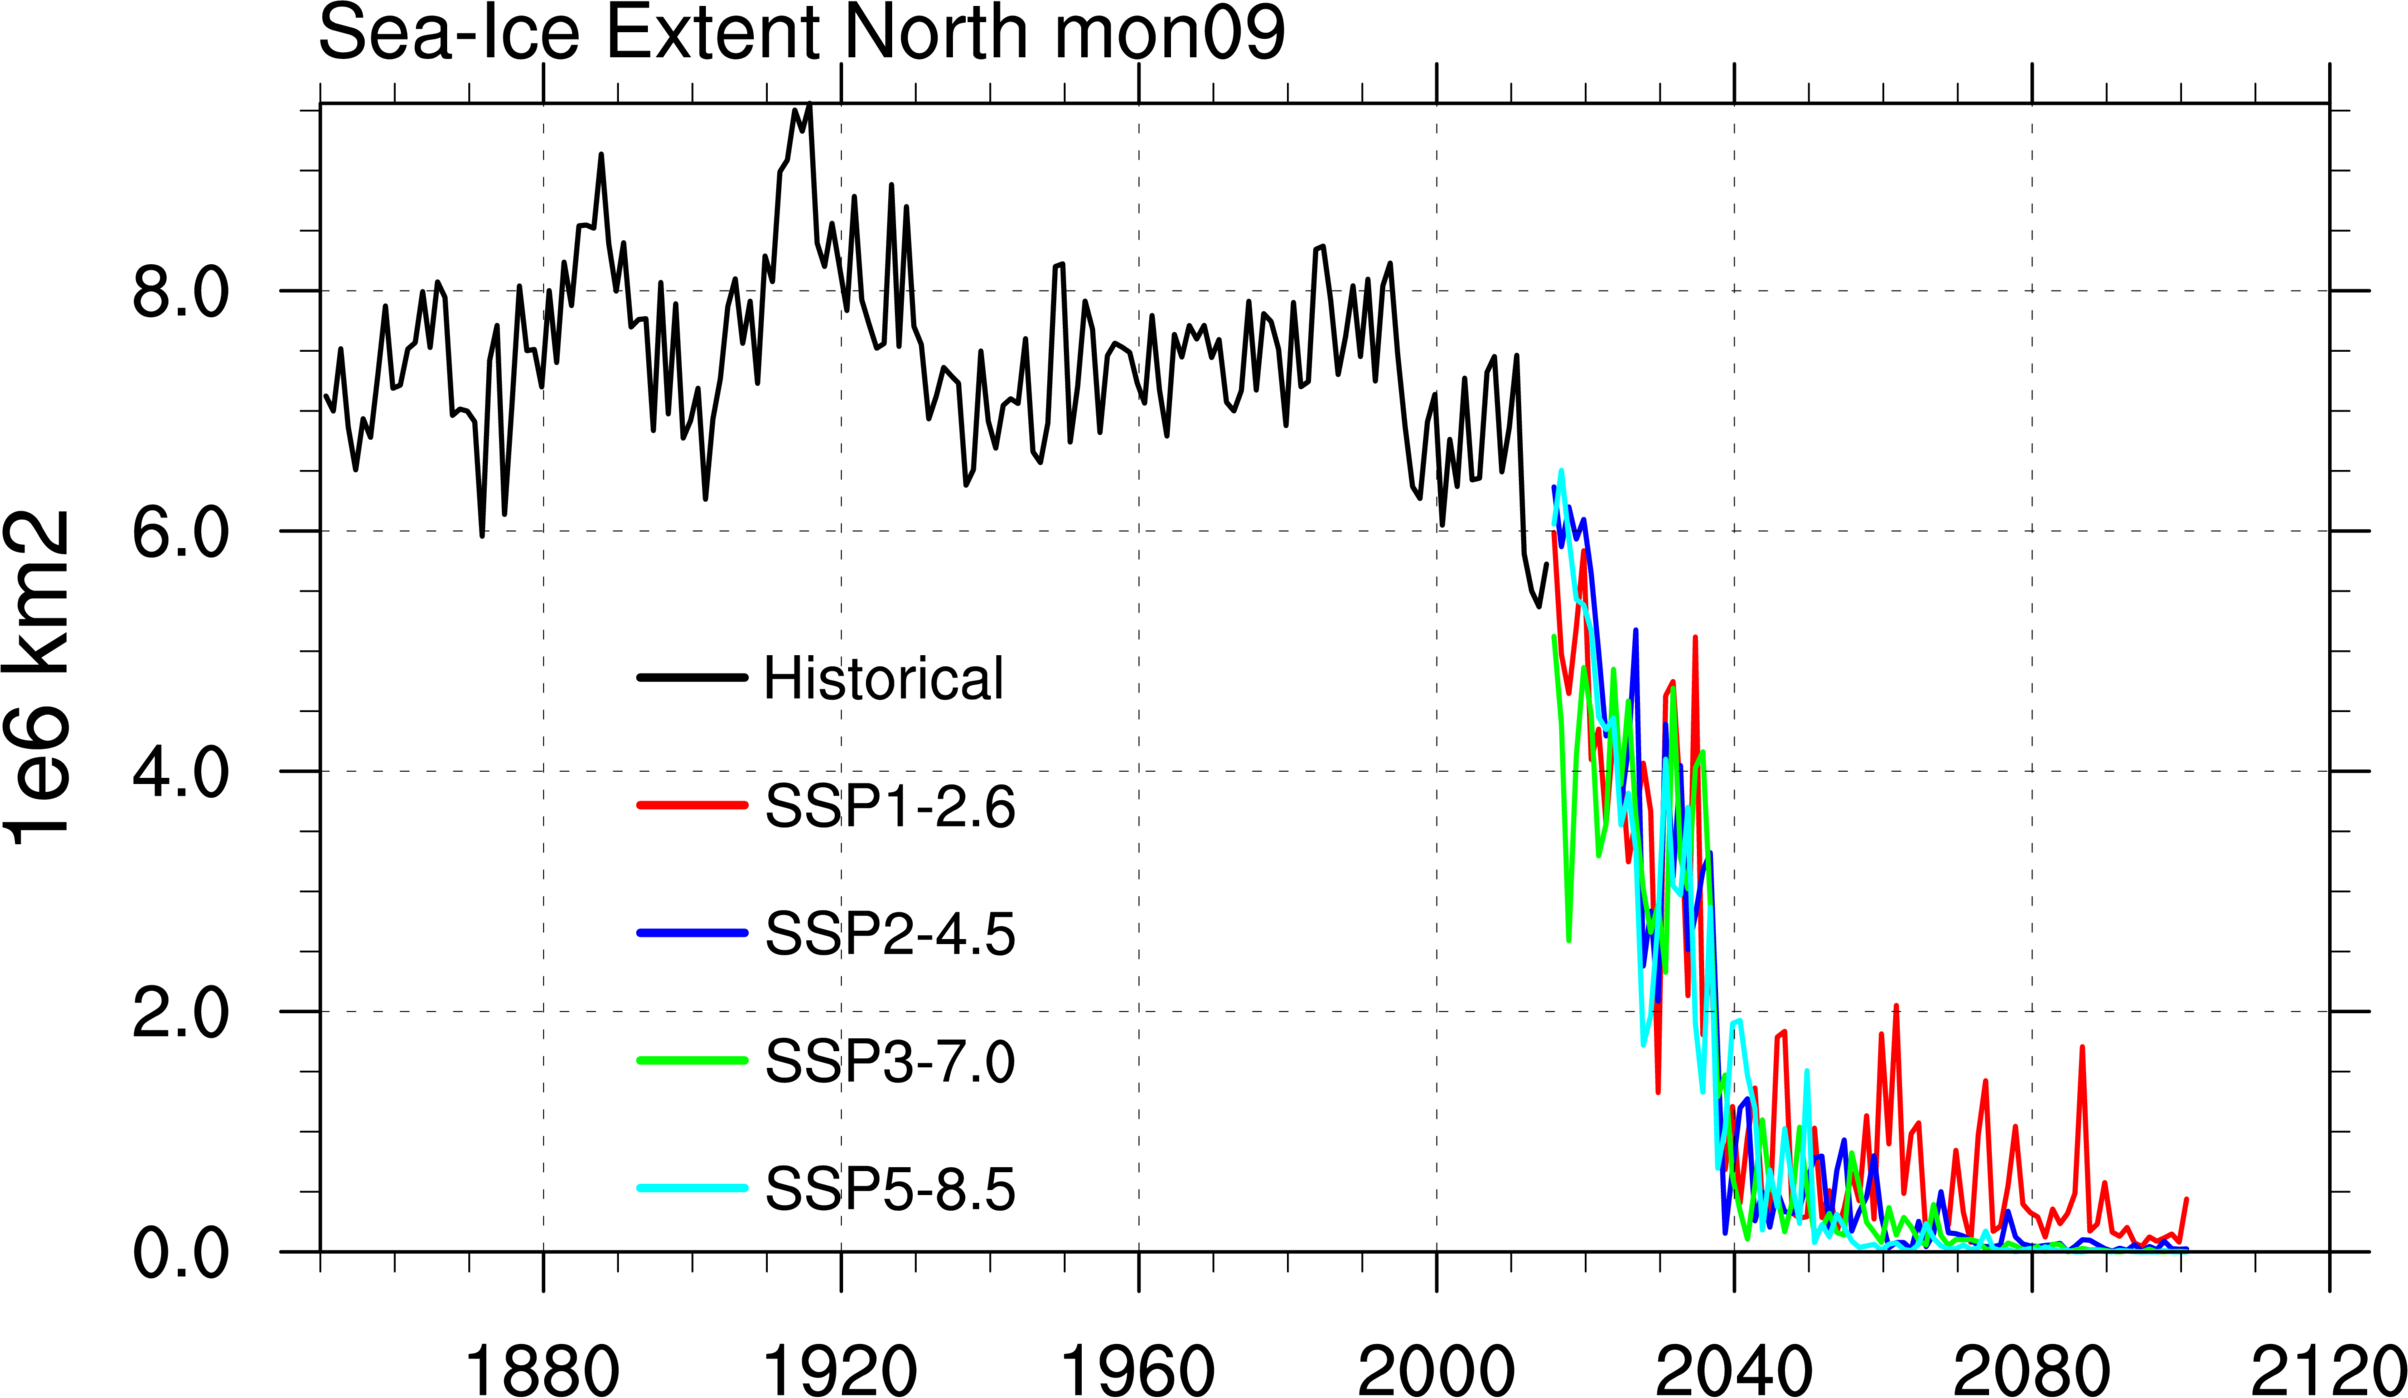 Sea-Ice Extent North mon09
1e6 km2
8.0
6.0
4.0
2.0
0.0
Historical
SSP1-2.6
SSP2-4.5
SSP3-7.0
SSP5-8.5
1880 1920 1960 2000 2040 2080 2120